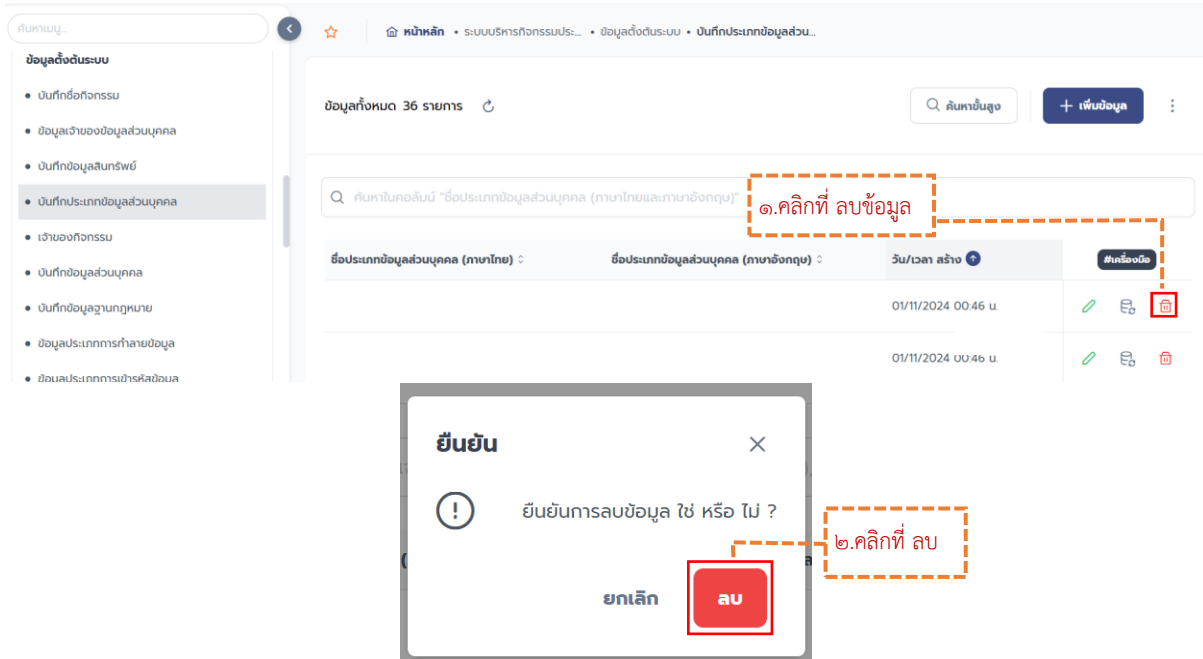 ค้นหาเมนู...
หน้าหลัก • ระบบบริหารกิจกรรมประ... • ข้อมูลตั้งต้นระบบ • บันทึกประเภทข้อมูลส่วน...
ข้อมูลตั้งต้นระบบ
• บันทึกชื่อกิจกรรม
• ข้อมูลเจ้าของข้อมูลส่วนบุคคล
• บันทึกข้อมูลสินทรัพย์
• บันทึกประเภทข้อมูลส่วนบุคคล
• เจ้าของกิจกรรม
• บันทึกข้อมูลส่วนบุคคล
• บันทึกข้อมูลฐานกฎหมาย
• ข้อมูลประเภทการทำลายข้อมูล
• ข้อมูลประเภทการเข้ารหัสข้อมูล
ข้อมูลทั้งหมด 36 รายการ
ค้นหาขั้นสูง
+ เพิ่มข้อมูล
ค้นหาในคอลัมน์ "ชื่อประเภทข้อมูลส่วนบุคคล (ภาษาไทยและภาษาอังกฤษ)"
๑.คลิกที่ ลบข้อมูล
ชื่อประเภทข้อมูลส่วนบุคคล (ภาษาไทย) ชื่อประเภทข้อมูลส่วนบุคคล (ภาษาอังกฤษ) วัน/เวลา สร้าง #เครื่องมือ
01/11/2024 00:46 น.
01/11/2024 00:46 น.
ยืนยัน
ยืนยันการลบข้อมูล ใช่ หรือ ไม่ ?
๒.คลิกที่ ลบ
ยกเลิก ลบ